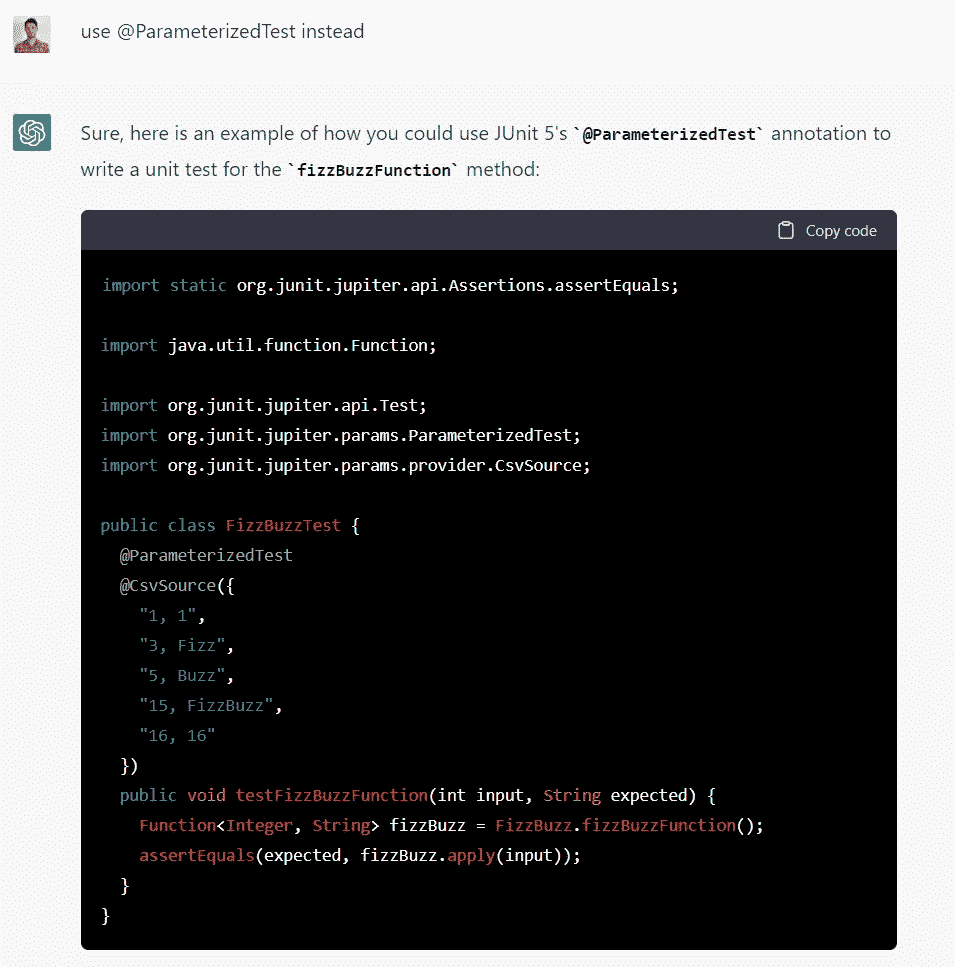 use @ParameterizedTest instead
Sure, here is an example of how you could use JUnit 5's `@ParameterizedTest` annotation to
write a unit test for the `fizzBuzzFunction` method:
Copy code
import static org.junit.jupiter.api.Assertions.assertEquals;
import java.util.function.Function;
import org.junit.jupiter.api.Test;
import org.junit.jupiter.params.ParameterizedTest;
import org.junit.jupiter.params.provider.CsvSource;
public class FizzBuzzTest {
@ParameterizedTest
@CsvSource({
"1, 1",
"3, Fizz",
"5, Buzz",
"15, FizzBuzz",
"16, 16"
})
public void testFizzBuzzFunction(int input, String expected) {
Function<Integer, String> fizzBuzz = FizzBuzz.fizzBuzzFunction();
assertEquals(expected, fizzBuzz.apply(input));
}
}